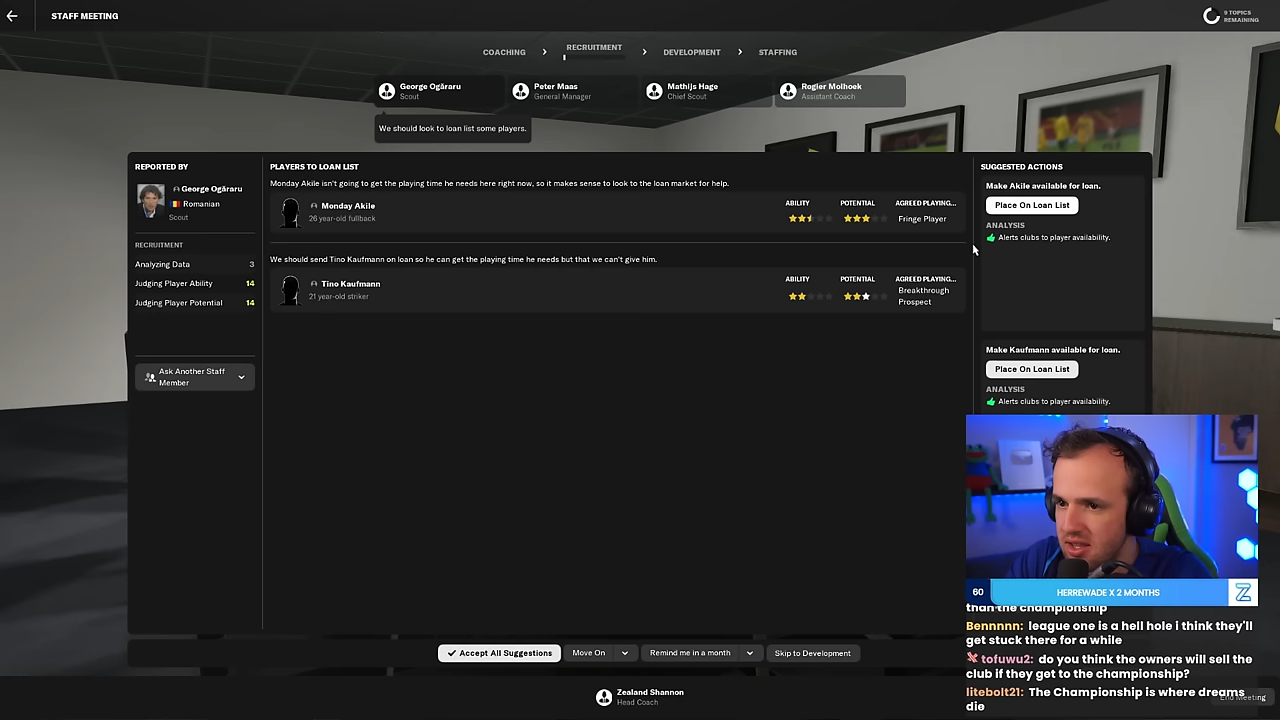 STAFF MEETING
9 TOPICS
REMAINING
COACHING
RECRUITMENT
DEVELOPMENT
STAFFING
George Ogăraru
Scout
Peter Maas
General Manager
Mathijs Hage
Chief Scout
Rogier Molhoek
Assistant Coach
We should look to loan list some players.
REPORTED BY
George Ogăraru
Romanian
Scout
RECRUITMENT
Analyzing Data 3
Judging Player Ability 14
Judging Player Potential 14
Ask Another Staff
Member
PLAYERS TO LOAN LIST
Monday Akile isn't going to get the playing time he needs here right now, so it makes sense to look to the loan market for help.
Monday Akile
26 year-old fullback
ABILITY
POTENTIAL
AGREED PLAYING...
Fringe Player
We should send Tino Kaufmann on loan so he can get the playing time he needs but that we can't give him.
Tino Kaufmann
21 year-old striker
ABILITY
POTENTIAL
AGREED PLAYING...
Breakthrough
Prospect
SUGGESTED ACTIONS
Make Akile available for loan.
Place On Loan List
ANALYSIS
Alerts clubs to player availability.
Make Kaufmann available for loan.
Place On Loan List
ANALYSIS
Alerts clubs to player availability.
60
HERREWADE X 2 MONTHS
Z
than the championship
Bennnnn: league one is a hell hole i think they'll
get stuck there for a while
tofuwu2: do you think the owners will sell the
club if they get to the championship?
litebolt21: The Championship is where dreams
die
Accept All Suggestions
Move On
Remind me in a month
Skip to Development
Zealand Shannon
Head Coach
End Meeting